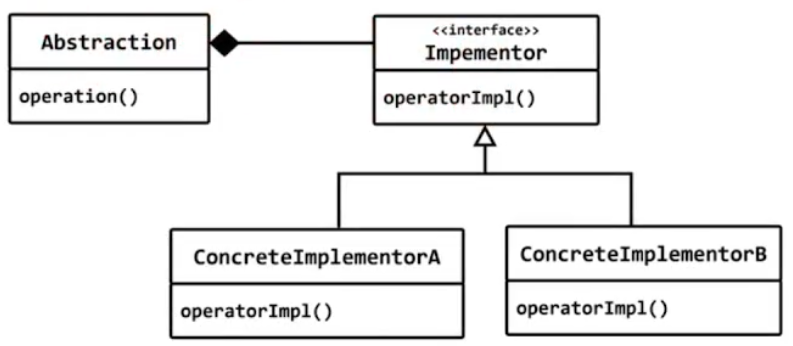 Abstraction
operation()
<<interface>>
Impementor
operatorImpl()
ConcreteImplementorA
operatorImpl()
ConcreteImplementorB
operatorImpl()